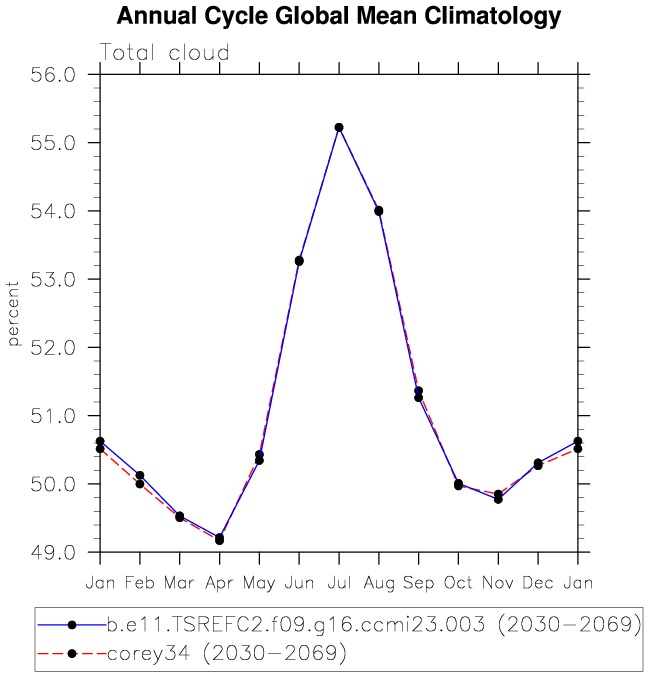 Annual Cycle Global Mean Climatology
Total cloud
56.0
55.0
54.0
53.0
52.0
51.0
50.0
49.0
percent
Jan Feb Mar Apr May Jun Jul Aug Sep Oct Nov Dec Jan
b.e11.TSREFC2.f09.g16.ccmi23.003 (2030-2069)
corey34 (2030-2069)